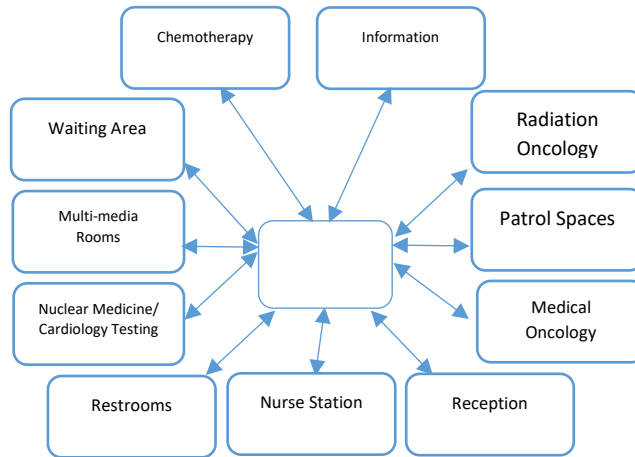 Chemotherapy
Information
Waiting Area
Radiation
Oncology
Multi-media
Rooms
Patrol Spaces
Nuclear Medicine/
Cardiology Testing
Medical
Oncology
Restrooms
Nurse Station
Reception